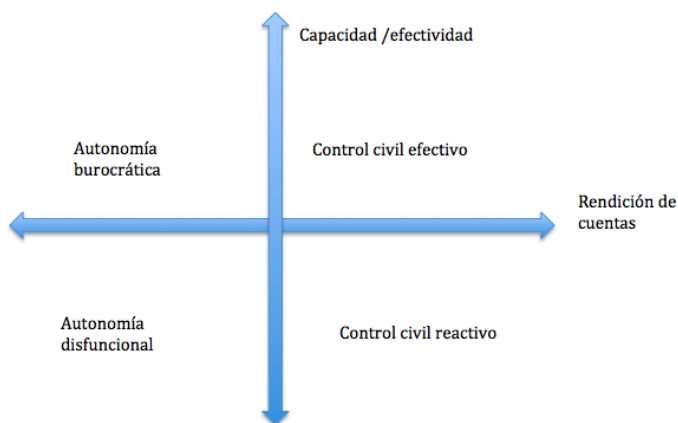 Capacidad /efectividad
Autonomía
burocrática
Control civil efectivo
Rendición de
cuentas
Autonomía
disfuncional
Control civil reactivo